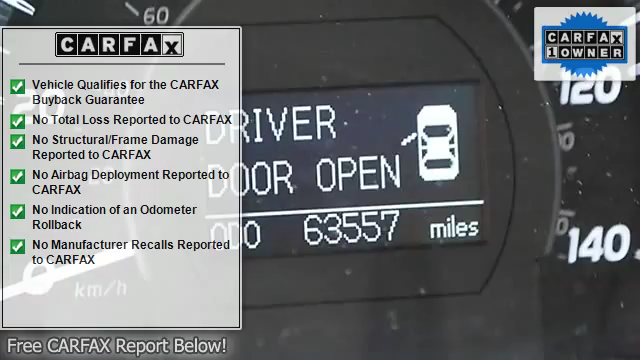 60
CARFAX
Vehicle Qualifies for the CARFAX
Buyback Guarantee
No Total Loss Reported to CARFAX
No Structural/Frame Damage
Reported to CARFAX
No Airbag Deployment Reported to
CARFAX
No Indication of an Odometer
Rollback
No Manufacturer Recalls Reported
to CARFAX
CARFAX
1 OWNER
DRIVER
DOOR OPEN
ODO 63557 miles
120
140
km/h
Free CARFAX Report Below!